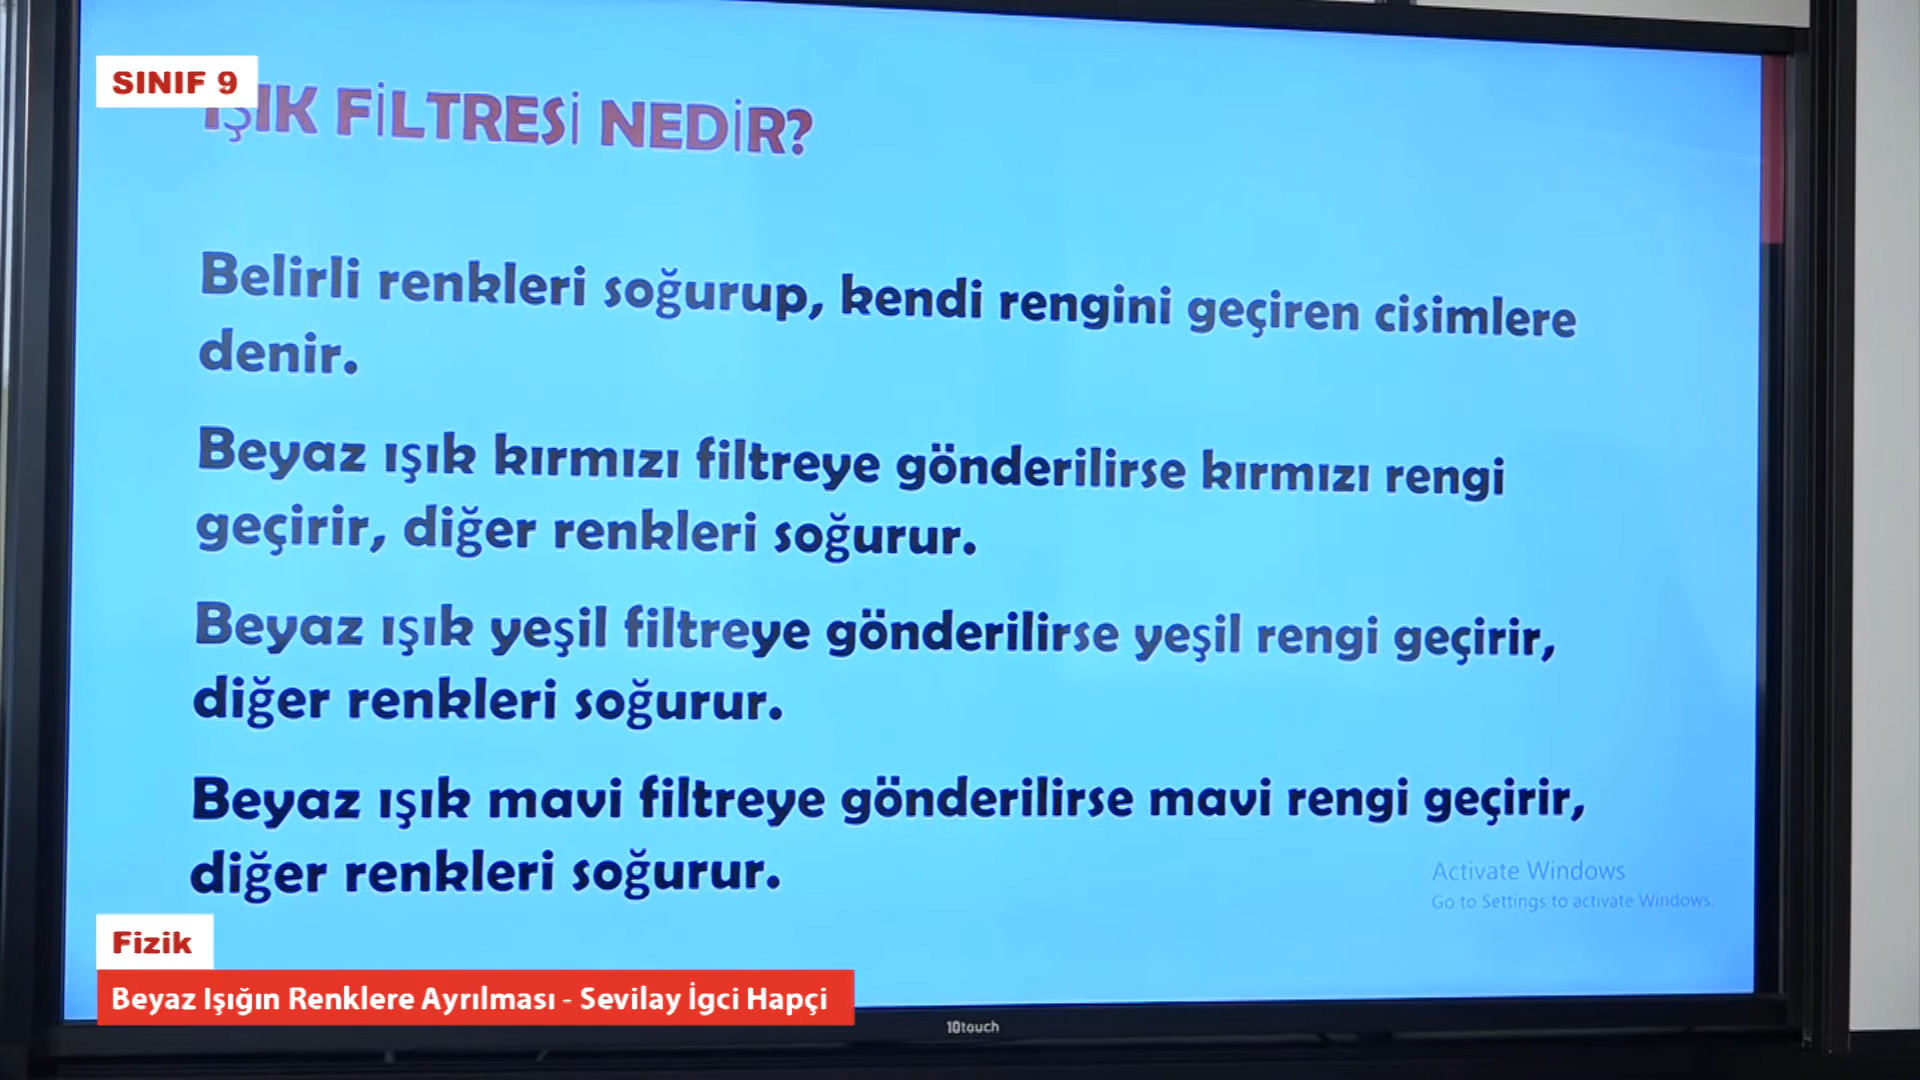 SINIF 9
IŞIK FİLTRESİ NEDİR?
Belirli renkleri soğurup, kendi rengini geçiren cisimlere
denir.
Beyaz ışık kırmızı filtreye gönderilirse kırmızı rengi
geçirir, diğer renkleri soğurur.
Beyaz ışık yeşil filtreye gönderilirse yeşil rengi geçirir,
diğer renkleri soğurur.
Beyaz ışık mavi filtreye gönderilirse mavi rengi geçirir,
diğer renkleri soğurur.
Activate Windows
Go to Settings to activate Windows.
Fizik
Beyaz Işığın Renklere Ayrılması - Sevilay İgci Hapçi
10touch